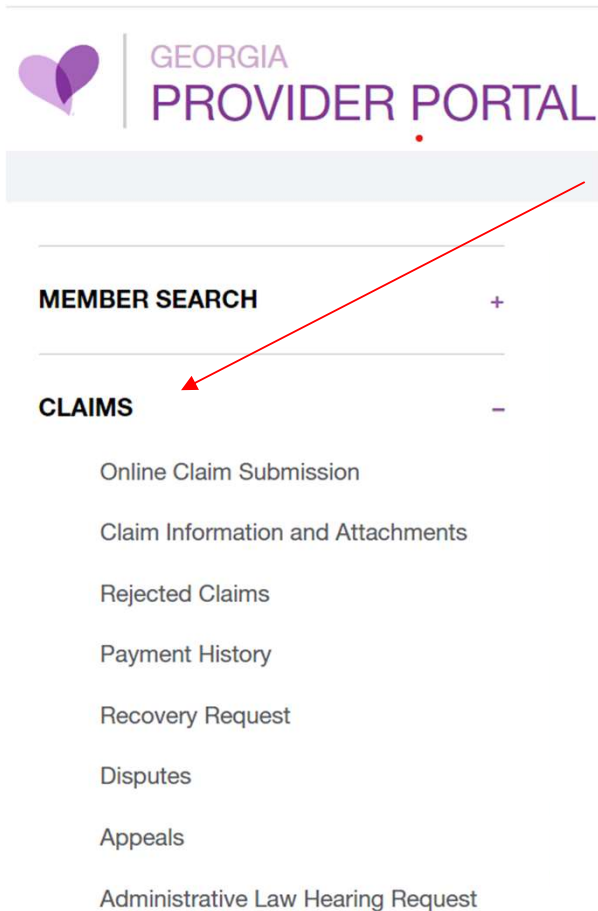 GEORGIA
PROVIDER PORTAL
MEMBER SEARCH +
CLAIMS -
Online Claim Submission
Claim Information and Attachments
Rejected Claims
Payment History
Recovery Request
Disputes
Appeals
Administrative Law Hearing Request